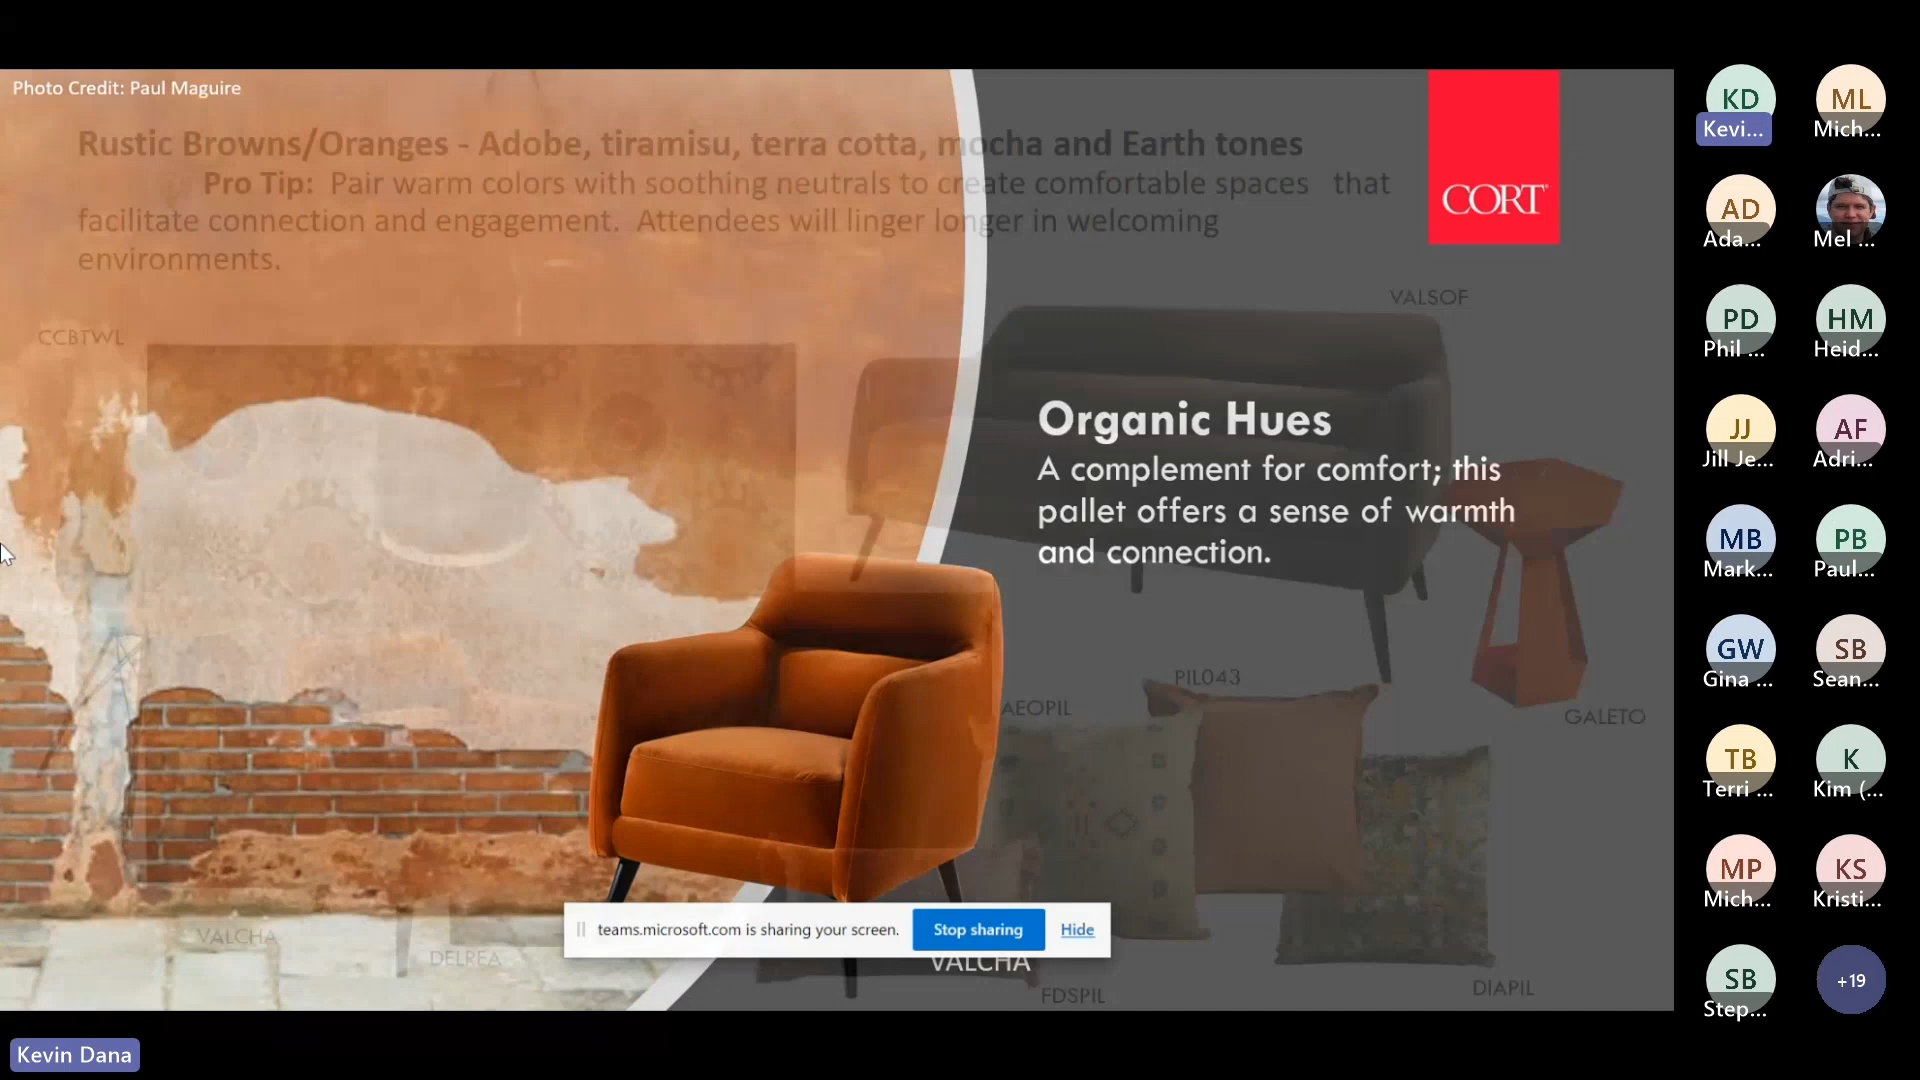 Photo Credit: Paul Maguire
Rustic Browns/Oranges - Adobe, tiramisu, terra cotta, mocha and Earth tones
Pro Tip: Pair warm colors with soothing neutrals to create comfortable spaces that
facilitate connection and engagement. Attendees will linger longer in welcoming
environments.
CORT
VALSOF
CCBTWL
Organic Hues
A complement for comfort; this
pallet offers a sense of warmth
and connection.
PIL043
AEOPIL
GALETO
VALCHA
DELREA
teams.microsoft.com is sharing your screen.
Stop sharing
Hide
VALCHA
FDSPIL
DIAPIL
Kevin Dana
KD
Kevi...
ML
Mich...
AD
Ada...
Mel ...
PD
Phil ...
HM
Heid...
JJ
Jill Je...
AF
Adri...
MB
Mark...
PB
Paul...
GW
Gina ...
SB
Sean...
TB
Terri ...
K
Kim (...
MP
Mich...
KS
Kristi...
SB
Step...
+19